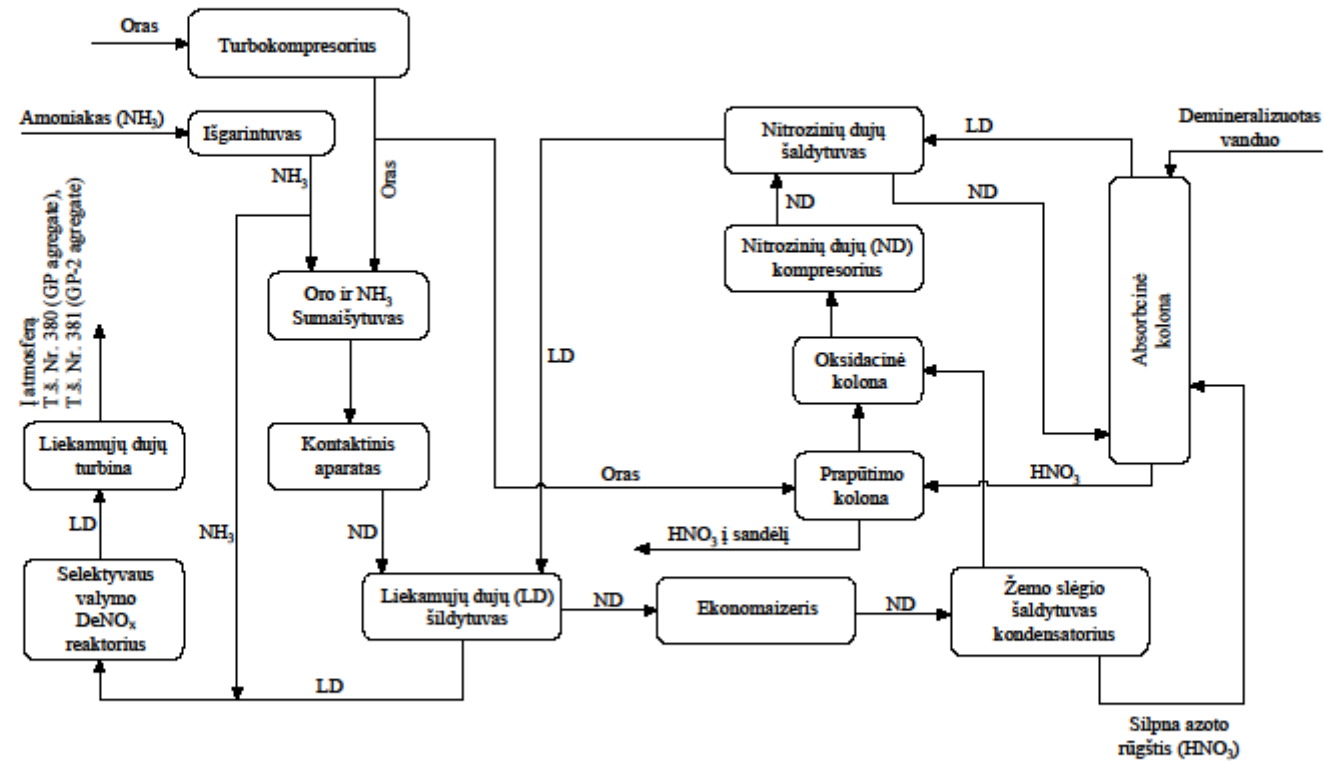 Oras
Turbokompresorius
Amoniakas (NH₃)
Išgarintuvas
NH₃
Oras
Nitrozinių dujų
šaldytuvas
LD
Demineralizuotas
vanduo
ND
ND
Nitrozinių dujų (ND)
kompresorius
Į atmosferą
T.š. Nr. 380 (GP agregate),
T.š. Nr. 381 (GP-2 agregate)
Oro ir NH₃
Sumaišytuvas
Absorbcinė
kolona
LD
Oksidacinė
kolona
Liekamųjų dujų
turbina
Kontaktinis
aparatas
Oras
Prapūtimo
kolona
HNO₃
LD
NH₃
ND
HNO₃ į sandėlį
Selektyvaus
valymo
DeNOₓ
reaktorius
Liekamųjų dujų (LD)
šildytuvas
ND
Ekonomaizeris
ND
Žemo slėgio
šaldytuvas
kondensatorius
LD
Silpna azoto
rūgštis (HNO₃)